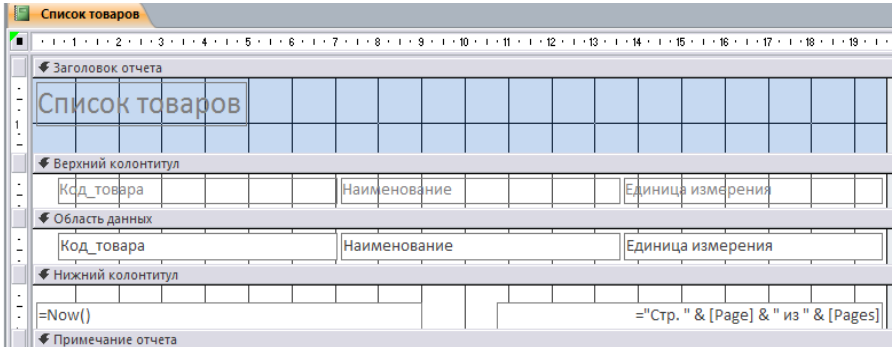 Список товаров
1 2 3 4 5 6 7 8 9 10 11 12 13 14 15 16 17 18 19
Заголовок отчета
Список товаров
1
Верхний колонтитул
Код_товара Наименование Единица измерения
Область данных
Код_товара Наименование Единица измерения
Нижний колонтитул
=Now() ="Стр. " & [Page] & " из " & [Pages]
Примечание отчета